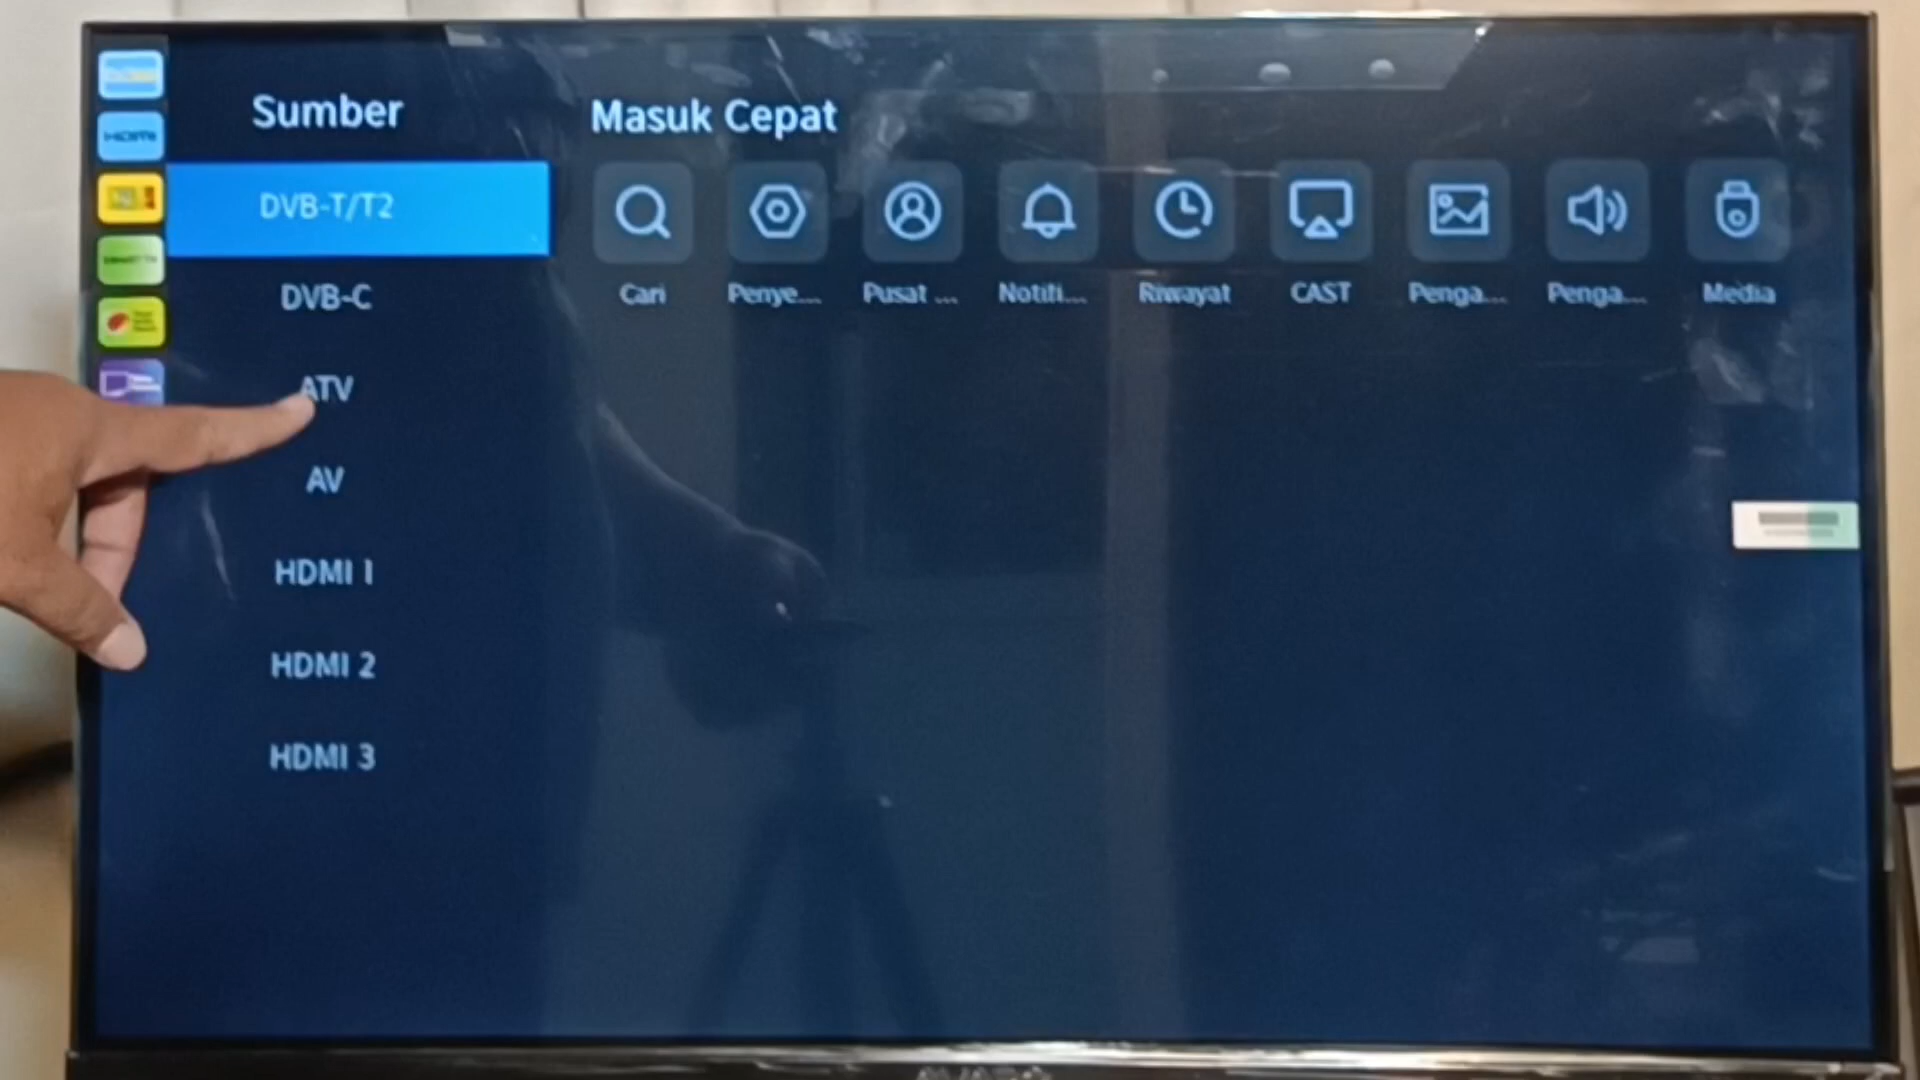 Sumber
DVB-T/T2
DVB-C
ATV
AV
HDMI 1
HDMI 2
HDMI 3
Masuk Cepat
Cari
Penye...
Pusat ...
Notifi...
Riwayat
CAST
Penga...
Penga...
Media
HDMI